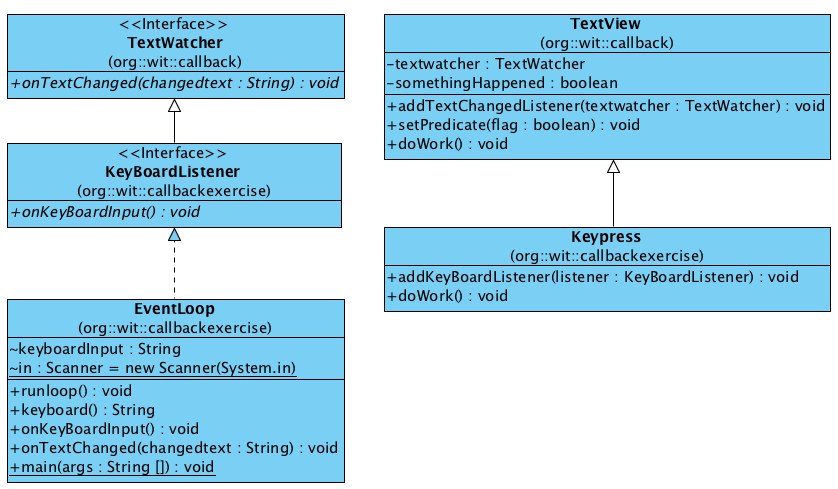 <<Interface>>
TextWatcher
(org::wit::callback)
+onTextChanged(changedtext : String) : void
<<Interface>>
KeyBoardListener
(org::wit::callbackexercise)
+onKeyBoardInput() : void
EventLoop
(org::wit::callbackexercise)
~keyboardInput : String
~in : Scanner = new Scanner(System.in)
+runloop() : void
+keyboard() : String
+onKeyBoardInput() : void
+onTextChanged(changedtext : String) : void
+main(args : String []) : void
TextView
(org::wit::callback)
-textwatcher : TextWatcher
-somethingHappened : boolean
+addTextChangedListener(textwatcher : TextWatcher) : void
+setPredicate(flag : boolean) : void
+doWork() : void
Keypress
(org::wit::callbackexercise)
+addKeyBoardListener(listener : KeyBoardListener) : void
+doWork() : void